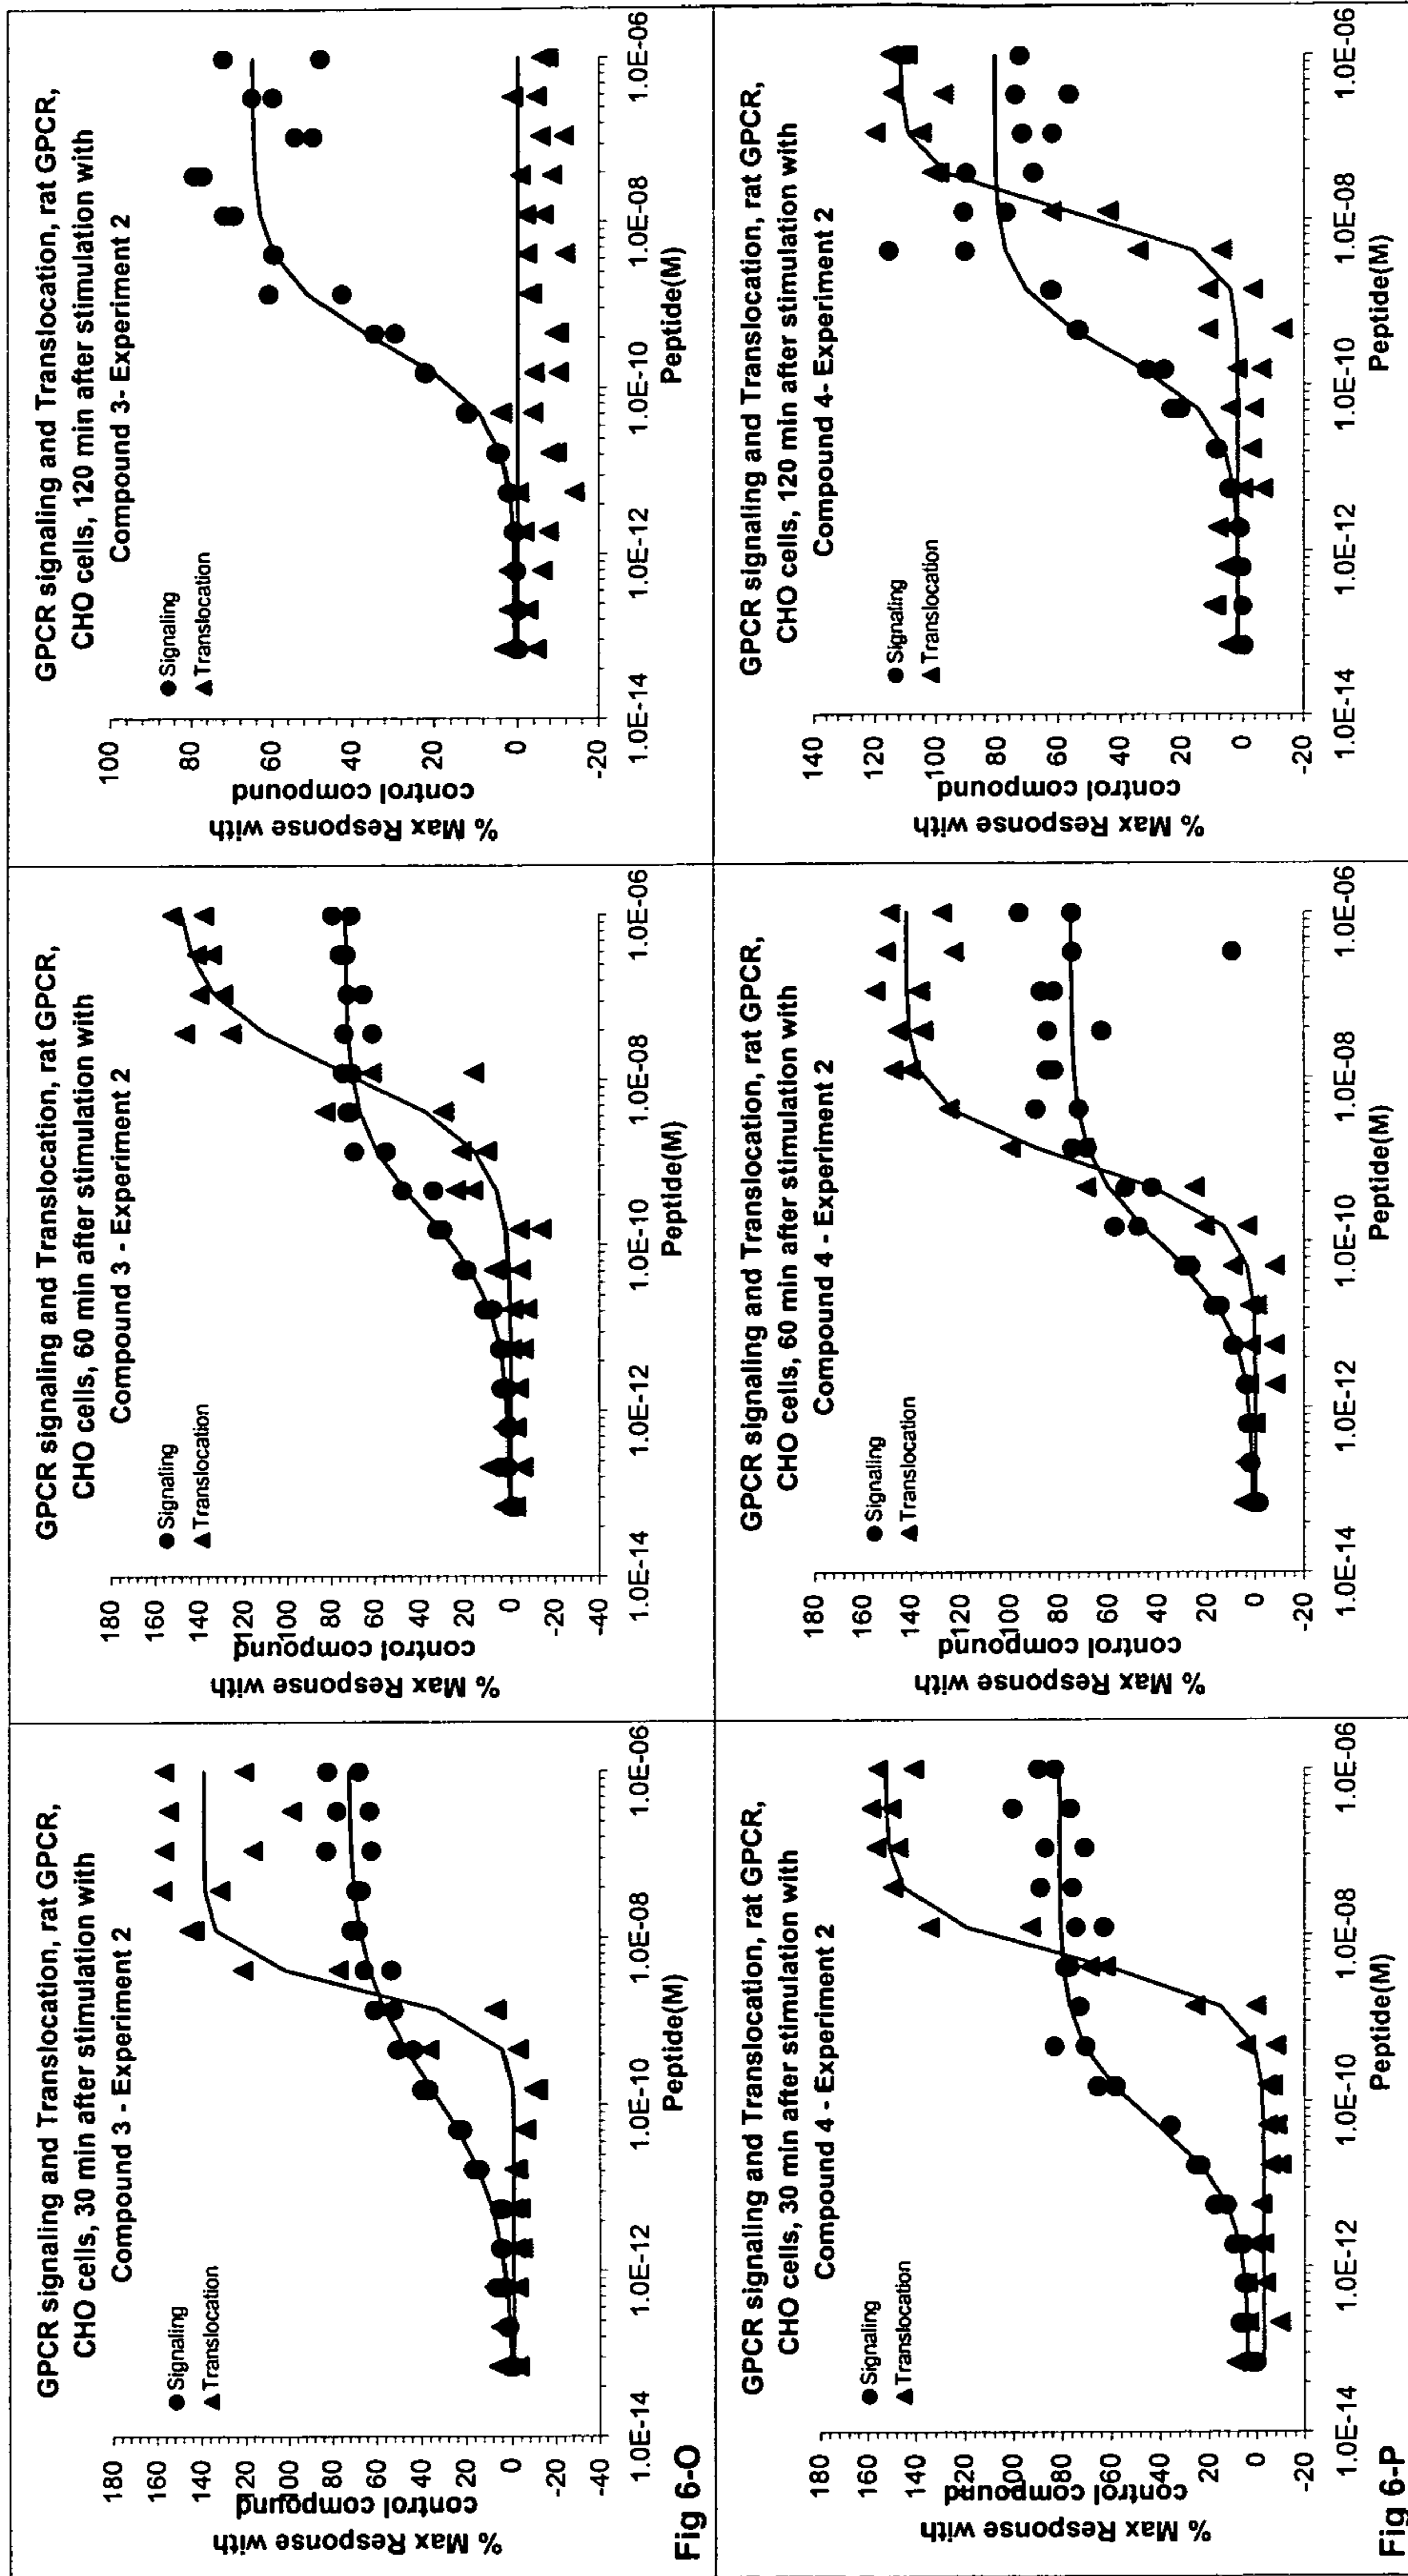 GPCR signaling and Translocation, rat GPCR,
CHO cells, 30 min after stimulation with
Compound 3 - Experiment 2
● Signaling
▲ Translocation
% Max Response with
control compound
180
160
140
120
100
80
60
40
20
0
-20
-40
1.0E-14
1.0E-12
1.0E-10
1.0E-08
1.0E-06
Peptide(M)
GPCR signaling and Translocation, rat GPCR,
CHO cells, 60 min after stimulation with
Compound 3 - Experiment 2
● Signaling
▲ Translocation
% Max Response with
control compound
180
160
140
120
100
80
60
40
20
0
-20
-40
1.0E-14
1.0E-12
1.0E-10
1.0E-08
1.0E-06
Peptide(M)
GPCR signaling and Translocation, rat GPCR,
CHO cells, 120 min after stimulation with
Compound 3- Experiment 2
● Signaling
▲ Translocation
% Max Response with
control compound
100
80
60
40
20
0
-20
1.0E-14
1.0E-12
1.0E-10
1.0E-08
1.0E-06
Peptide(M)
Fig 6-O
GPCR signaling and Translocation, rat GPCR,
CHO cells, 30 min after stimulation with
Compound 4 - Experiment 2
● Signaling
▲ Translocation
% Max Response with
control compound
180
160
140
120
100
80
60
40
20
0
-20
1.0E-14
1.0E-12
1.0E-10
1.0E-08
1.0E-06
Peptide(M)
GPCR signaling and Translocation, rat GPCR,
CHO cells, 60 min after stimulation with
Compound 4 - Experiment 2
● Signaling
▲ Translocation
% Max Response with
control compound
180
160
140
120
100
80
60
40
20
0
-20
1.0E-14
1.0E-12
1.0E-10
1.0E-08
1.0E-06
Peptide(M)
GPCR signaling and Translocation, rat GPCR,
CHO cells, 120 min after stimulation with
Compound 4- Experiment 2
● Signaling
▲ Translocation
% Max Response with
control compound
140
120
100
80
60
40
20
0
-20
1.0E-14
1.0E-12
1.0E-10
1.0E-08
1.0E-06
Peptide(M)
Fig 6-P